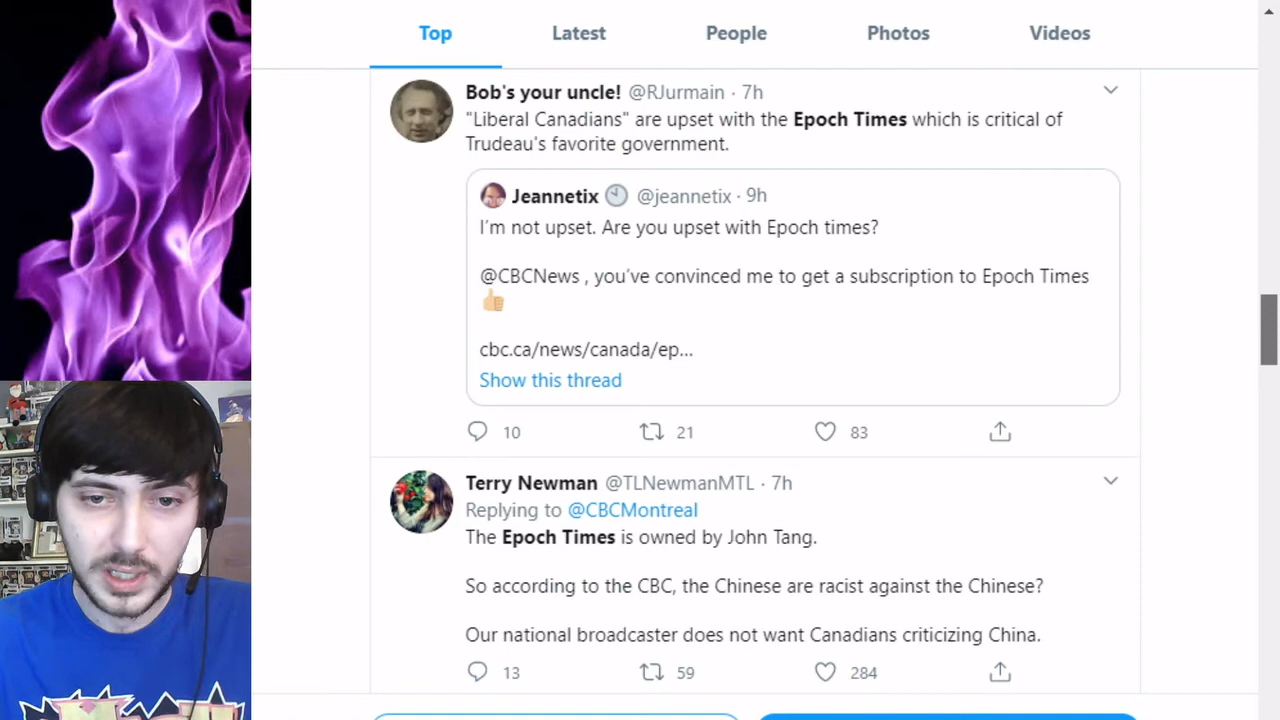 Top Latest People Photos Videos
Bob's your uncle! @RJurmain · 7h
"Liberal Canadians" are upset with the Epoch Times which is critical of
Trudeau's favorite government.
Jeannetix @jeannetix · 9h
I'm not upset. Are you upset with Epoch times?
@CBCNews , you've convinced me to get a subscription to Epoch Times
👍🏼
cbc.ca/news/canada/ep...
Show this thread
10 21 83
Terry Newman @TLNewmanMTL · 7h
Replying to @CBCMontreal
The Epoch Times is owned by John Tang.
So according to the CBC, the Chinese are racist against the Chinese?
Our national broadcaster does not want Canadians criticizing China.
13 59 284